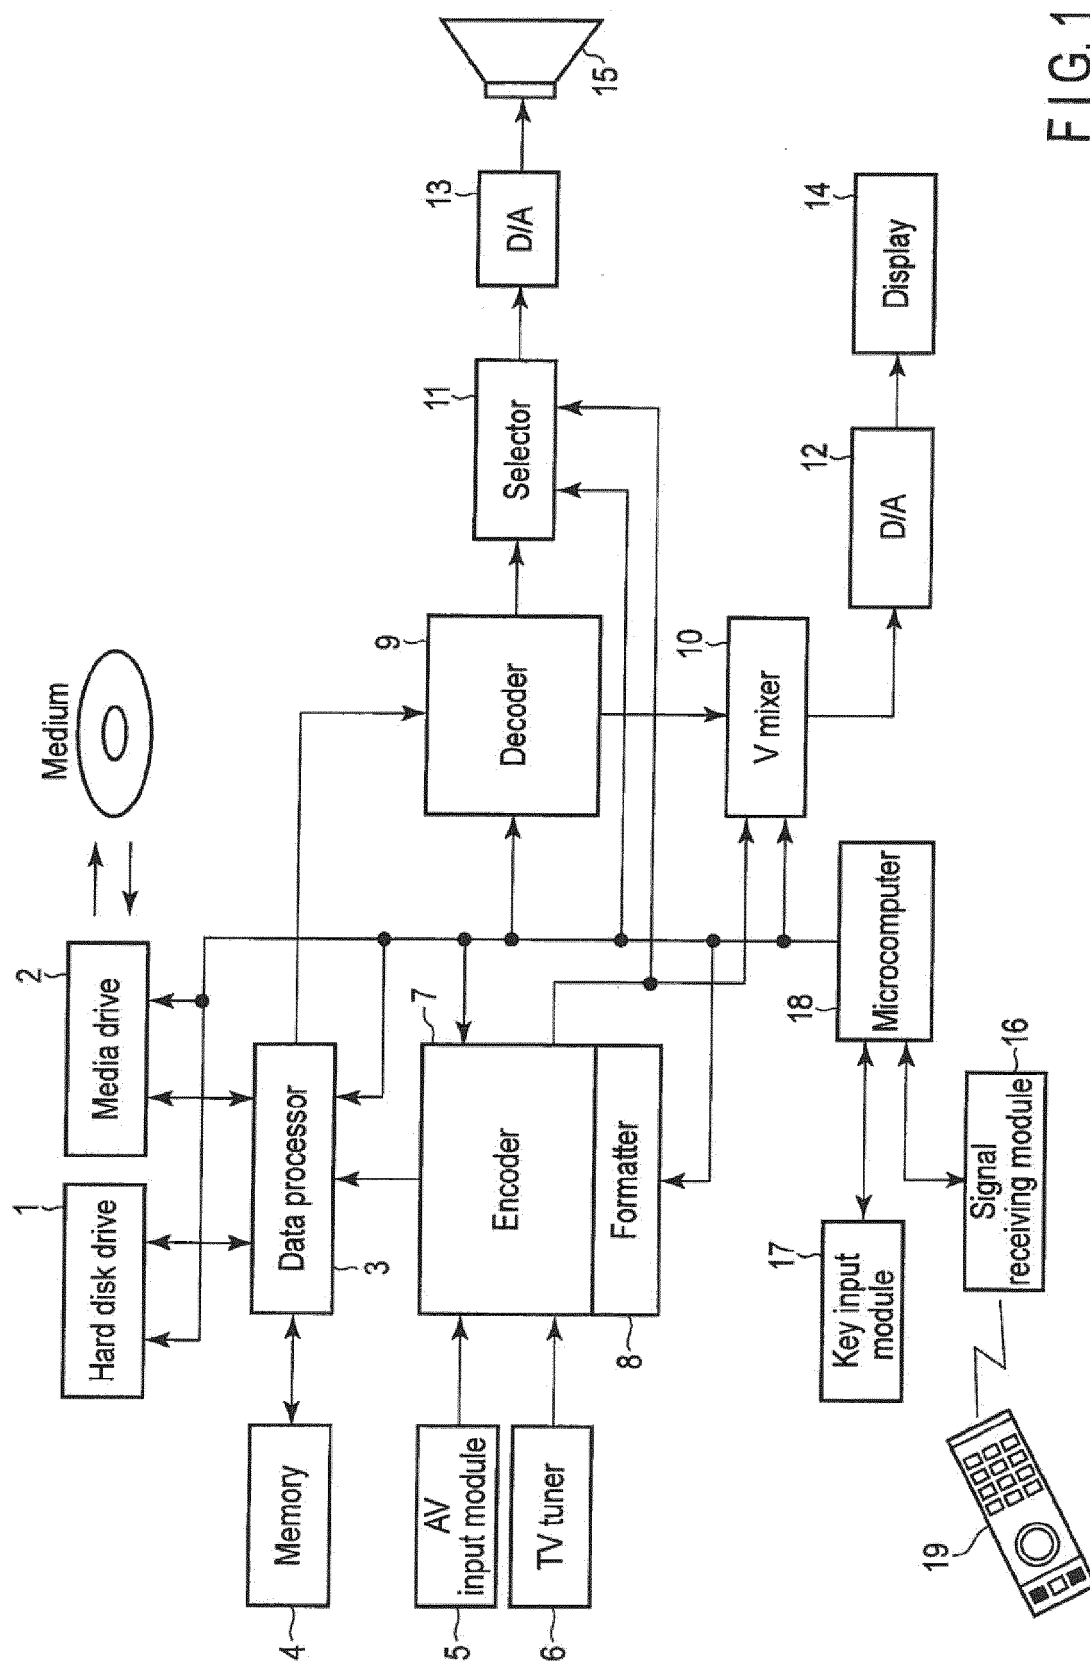 Medium
2
Media drive
1
Hard disk drive
Data processor
3
Memory
4
7
Encoder
Formatter
8
AV
input module
5
TV tuner
6
9
Decoder
11
Selector
13
D/A
15
10
V mixer
12
D/A
14
Display
Microcomputer
18
17
Key input
module
16
Signal
receiving module
19
FIG. 1